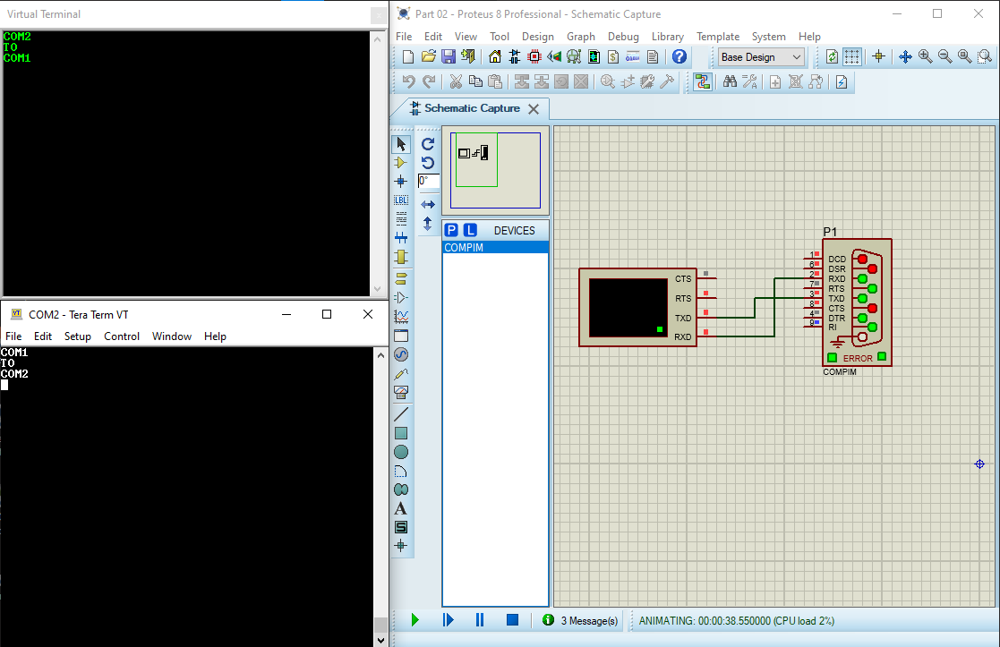 Virtual Terminal
COM2
TO
COM1
VT
COM2 - Tera Term VT
File Edit Setup Control Window Help
COM1
TO
COM2
Part 02 - Proteus 8 Professional - Schematic Capture
File Edit View Tool Design Graph Debug Library Template System Help
$
?
Base Design
Schematic Capture
0°
LBL
A
S
P L DEVICES
COMPIM
CTS
RTS
TXD
RXD
P1
1 DCD
6 DSR
2 RXD
7 RTS
3 TXD
8 CTS
4 DTR
9 RI
ERROR
COMPIM
3 Message(s)
ANIMATING: 00:00:38.550000 (CPU load 2%)